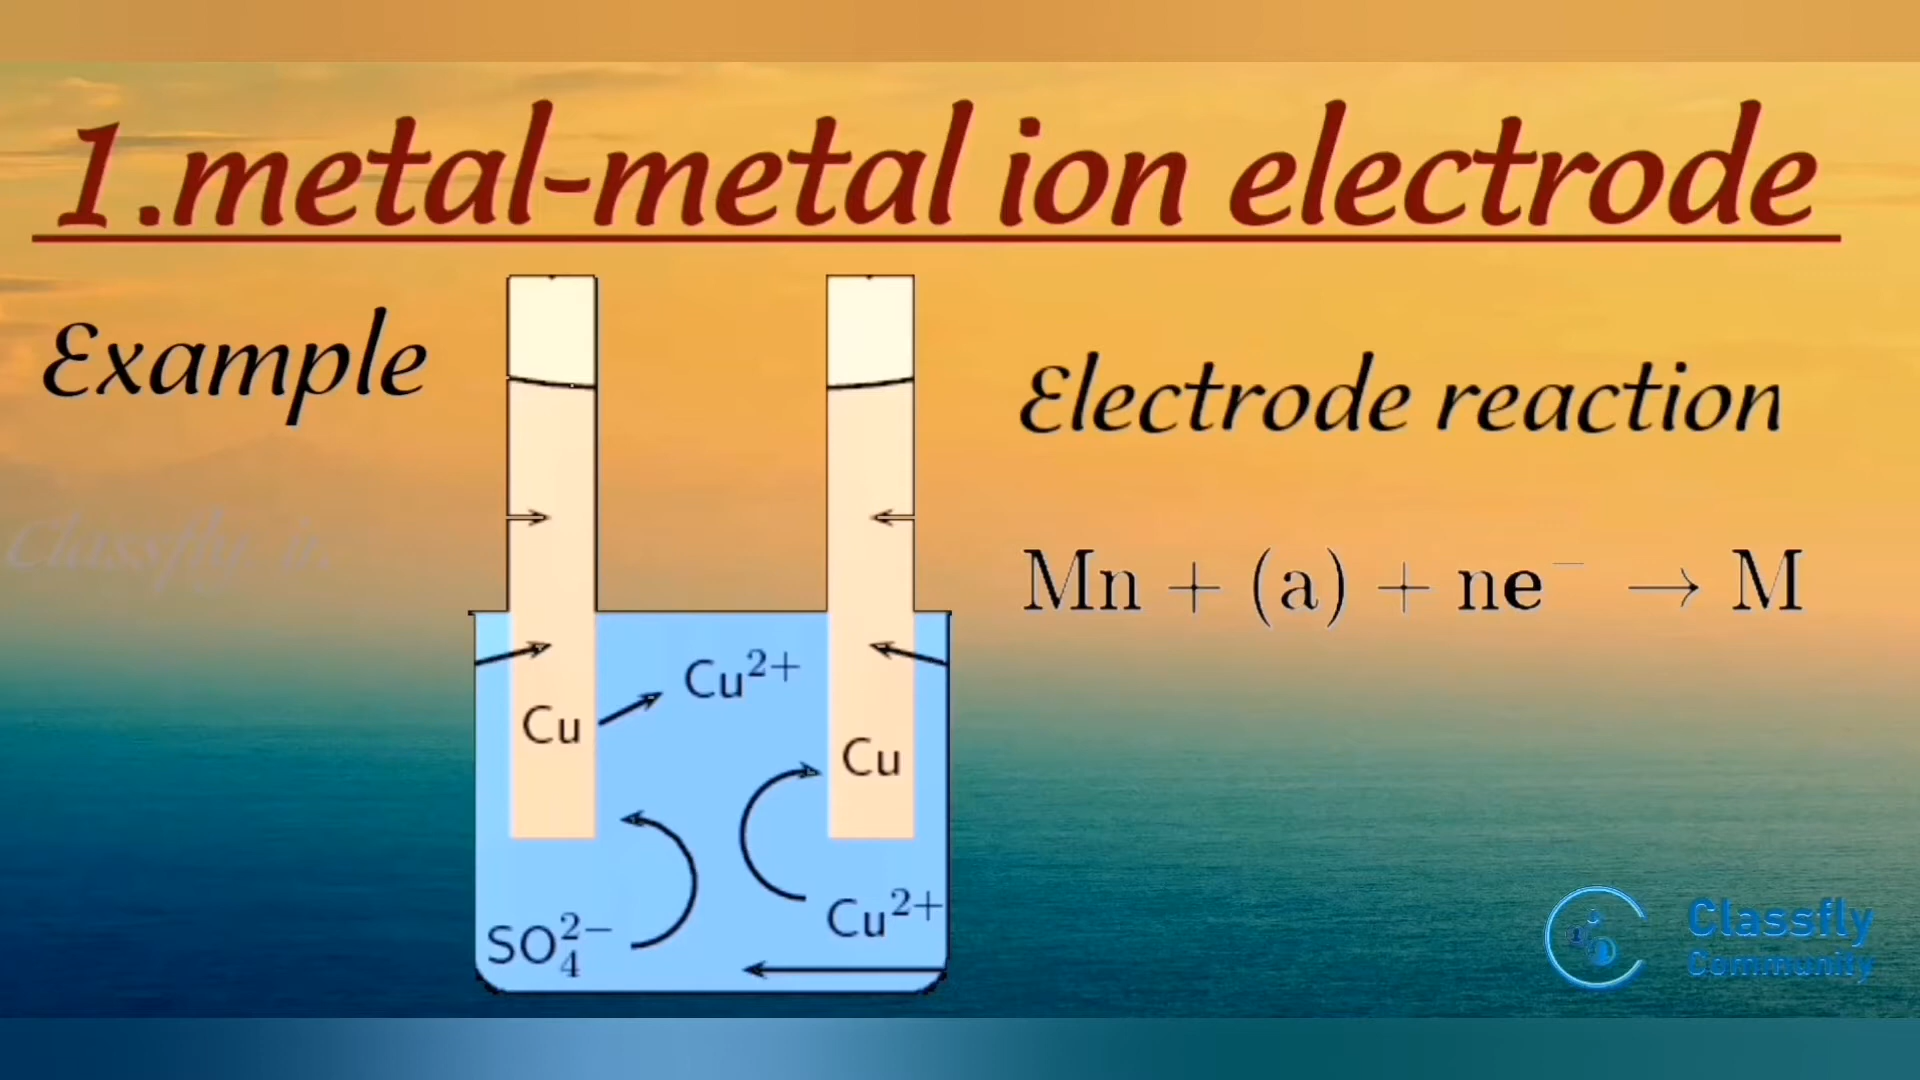 1.metal-metal ion electrode
Example
Electrode reaction
Mn + (a) + ne⁻ → M
Cu
Cu²⁺
Cu
SO₄²⁻
Cu²⁺
Classfly
Community